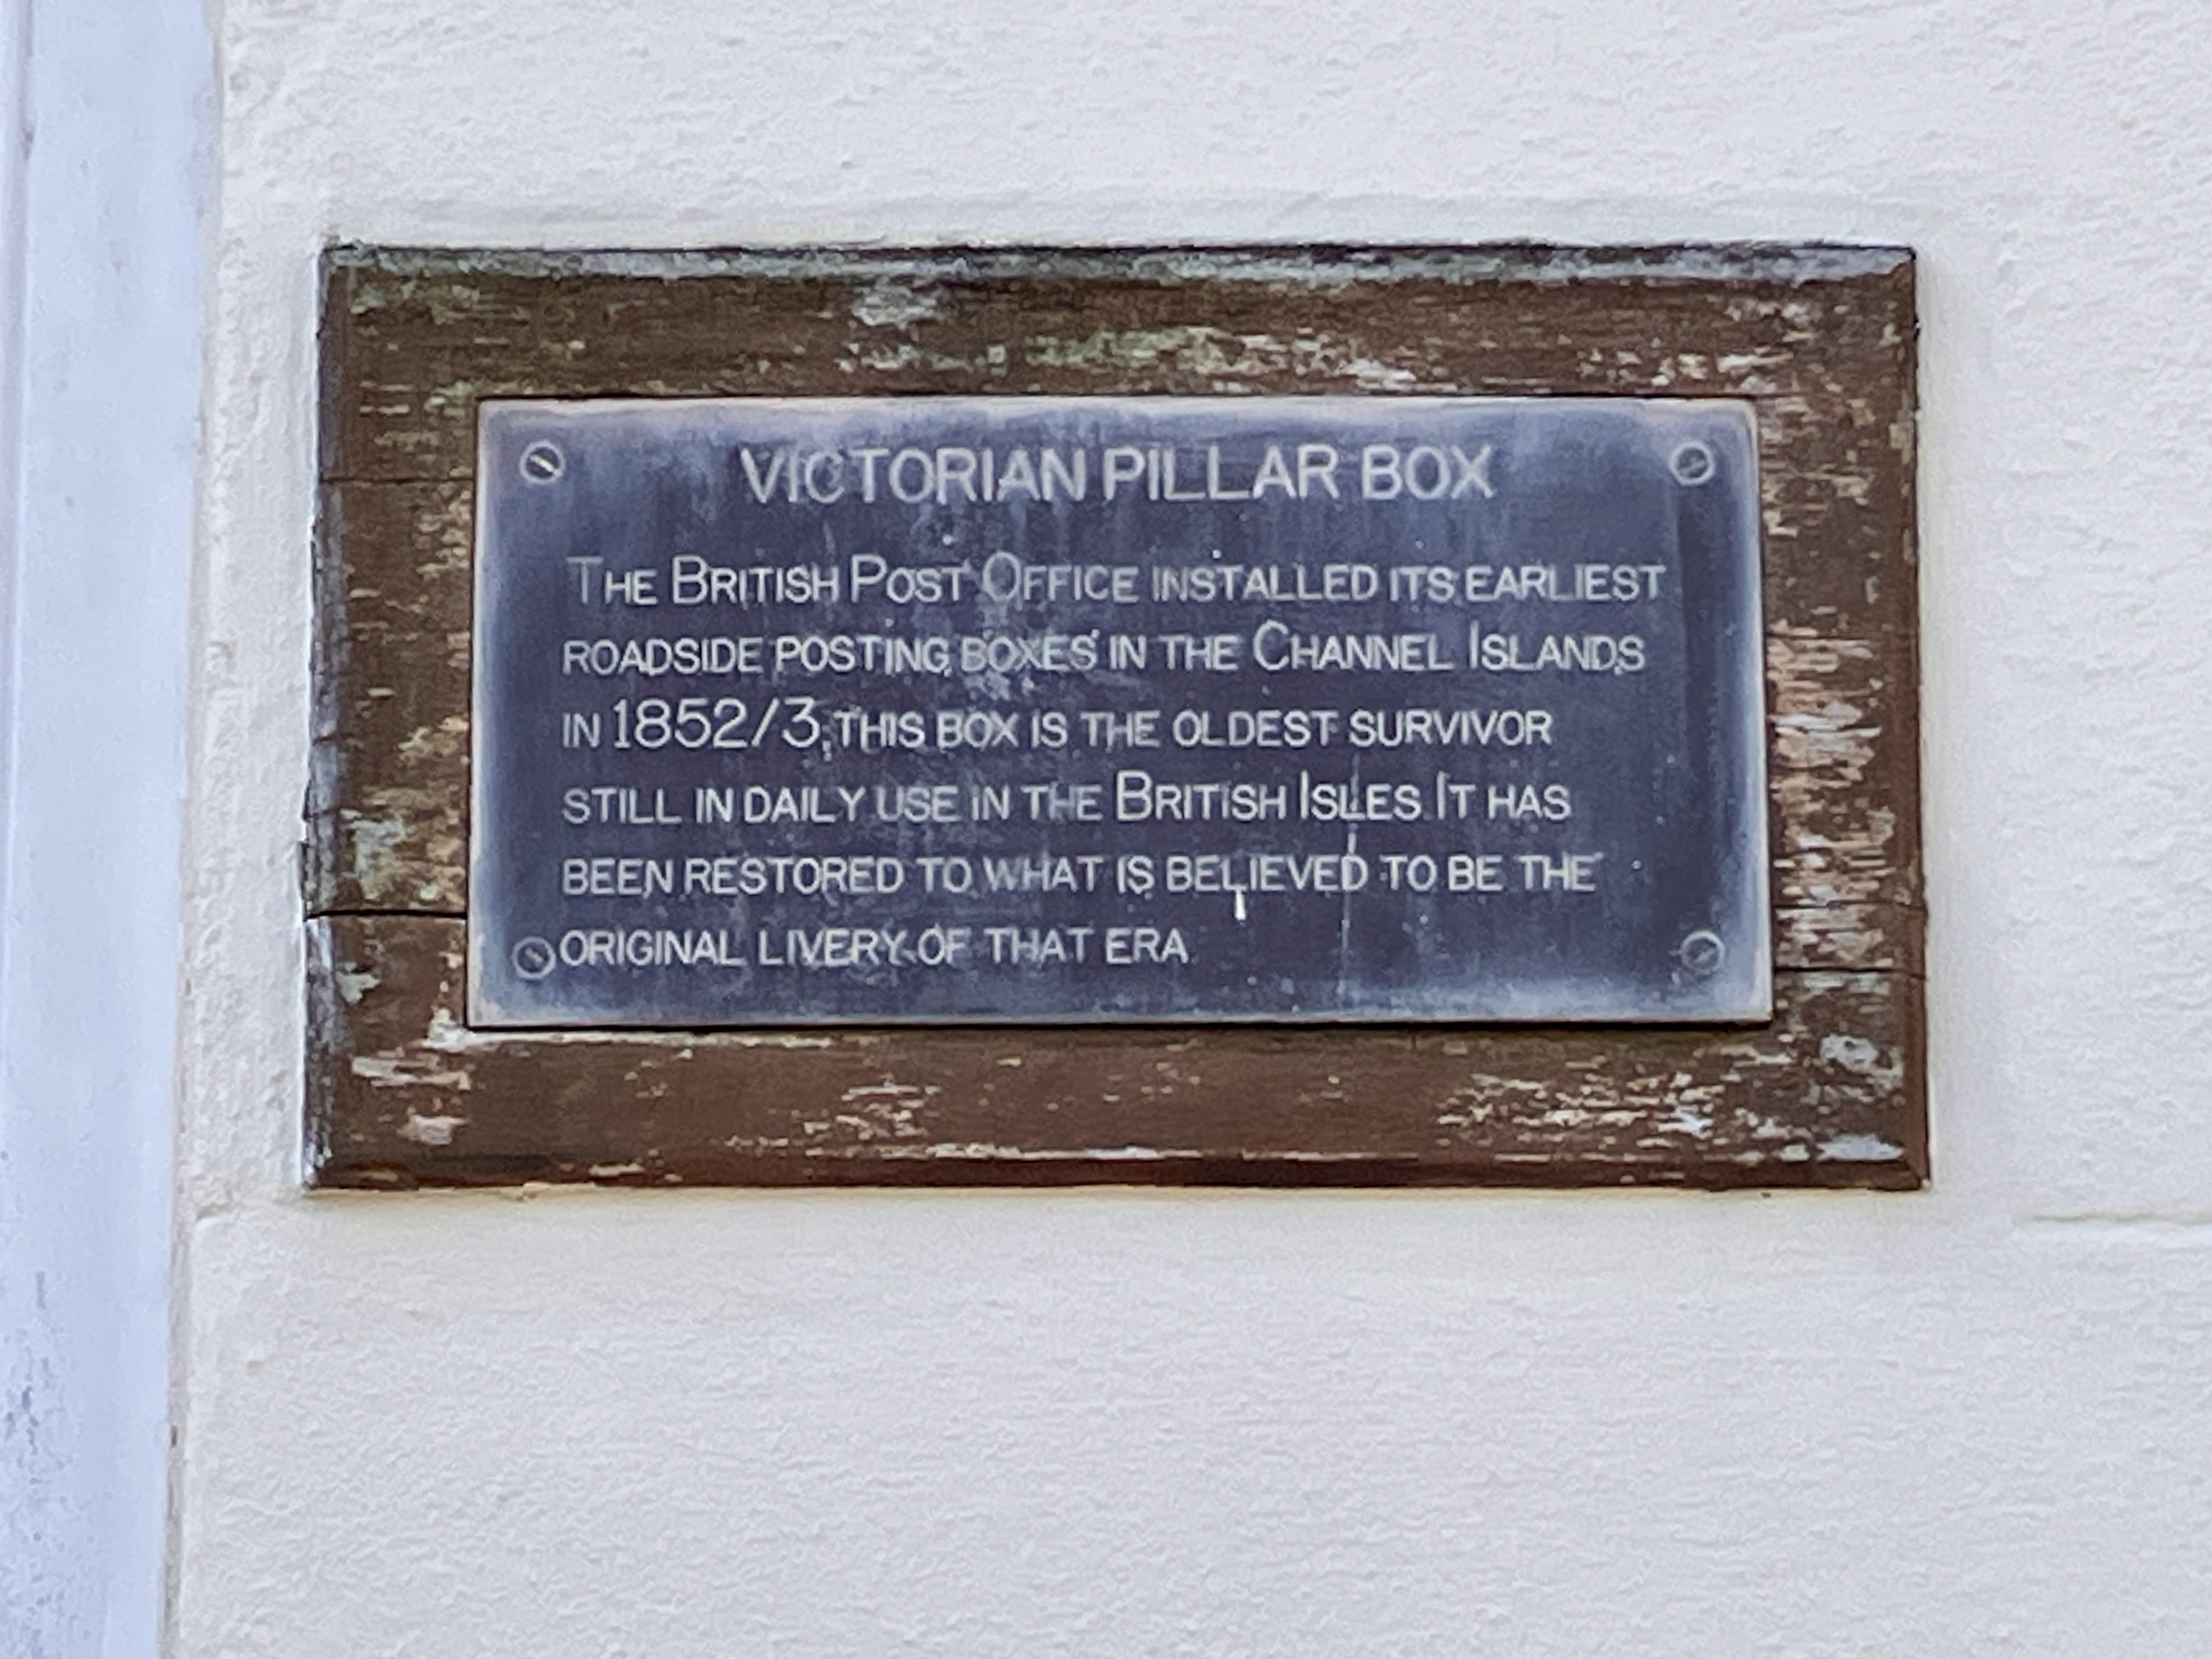 VICTORIAN PILLAR BOX
THE BRITISH POST OFFICE INSTALLED ITS EARLIEST
ROADSIDE POSTING BOXES IN THE CHANNEL ISLANDS
IN 1852/3, THIS BOX IS THE OLDEST SURVIVOR
STILL IN DAILY USE IN THE BRITISH ISLES IT HAS
BEEN RESTORED TO WHAT IS BELIEVED TO BE THE
ORIGINAL LIVERY OF THAT ERA